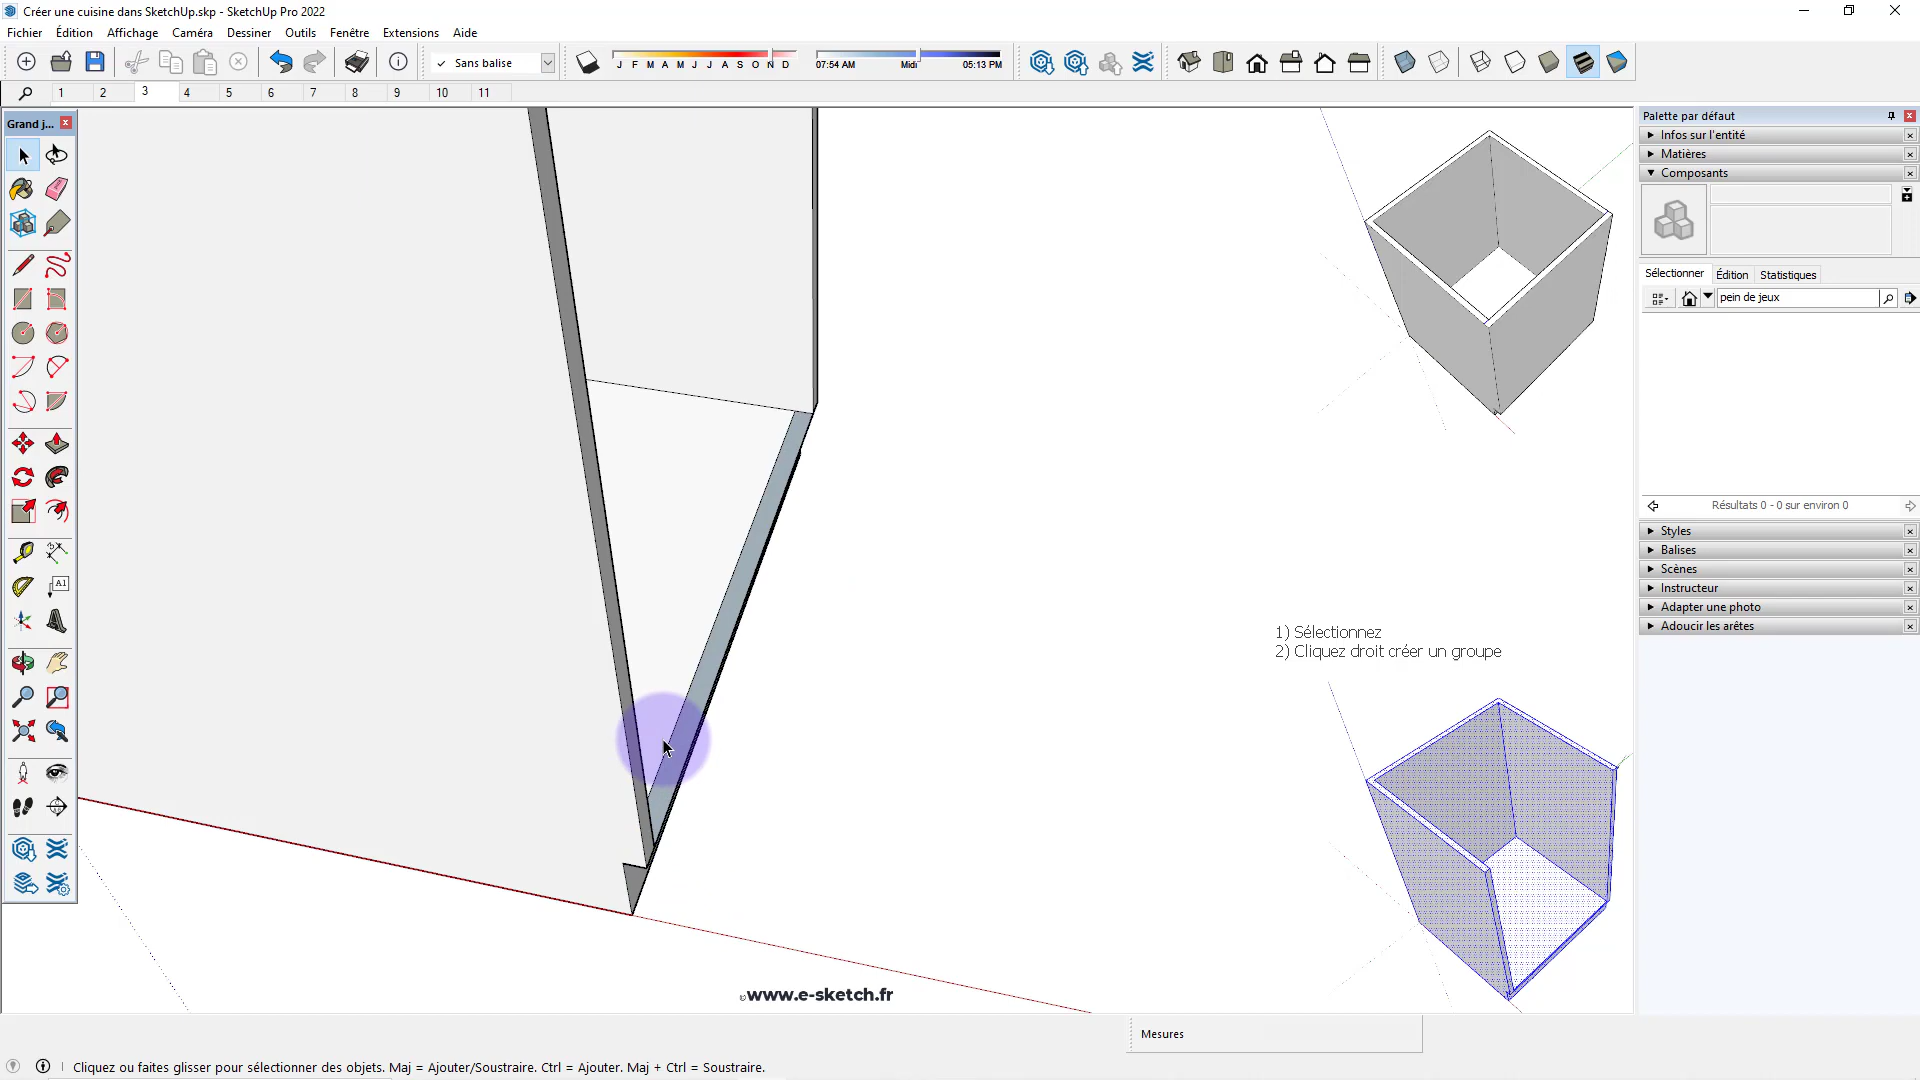 Créer une cuisine dans SketchUp.skp - SketchUp Pro 2022
Fichier Édition Affichage Caméra Dessiner Outils Fenêtre Extensions Aide
✓ Sans balise
J F M A M J J A S O N D
07:54 AM Midi 05:13 PM
1 2 3 4 5 6 7 8 9 10 11
Grand j...
A1
Palette par défaut
Infos sur l'entité
Matières
Composants
Sélectionner Édition Statistiques
pein de jeux
Résultats 0 - 0 sur environ 0
Styles
Balises
Scènes
Instructeur
Adapter une photo
Adoucir les arêtes
1) Sélectionnez
2) Cliquez droit créer un groupe
©www.e-sketch.fr
Mesures
Cliquez ou faites glisser pour sélectionner des objets. Maj = Ajouter/Soustraire. Ctrl = Ajouter. Maj + Ctrl = Soustraire.